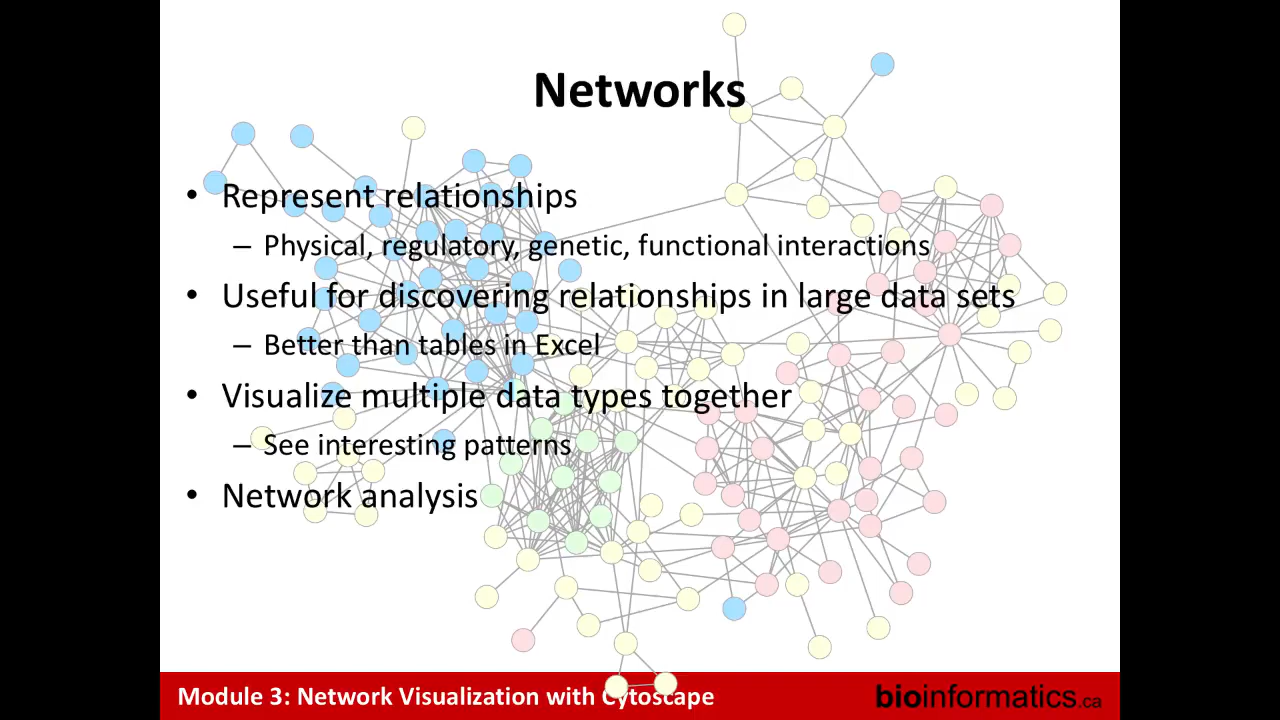 Networks
• Represent relationships
– Physical, regulatory, genetic, functional interactions
• Useful for discovering relationships in large data sets
– Better than tables in Excel
• Visualize multiple data types together
– See interesting patterns
• Network analysis
Module 3: Network Visualization with Cytoscape
bioinformatics.ca